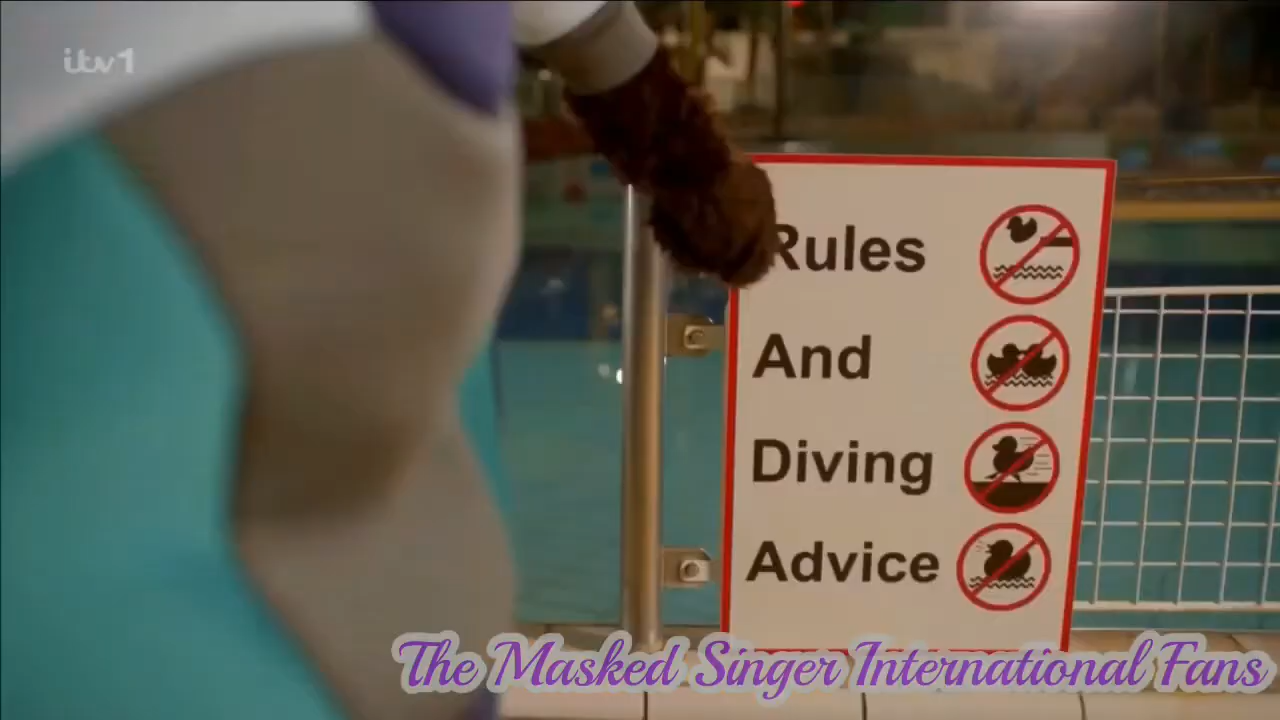 itv1
Rules
And
Diving
Advice
The Masked Singer International Fans